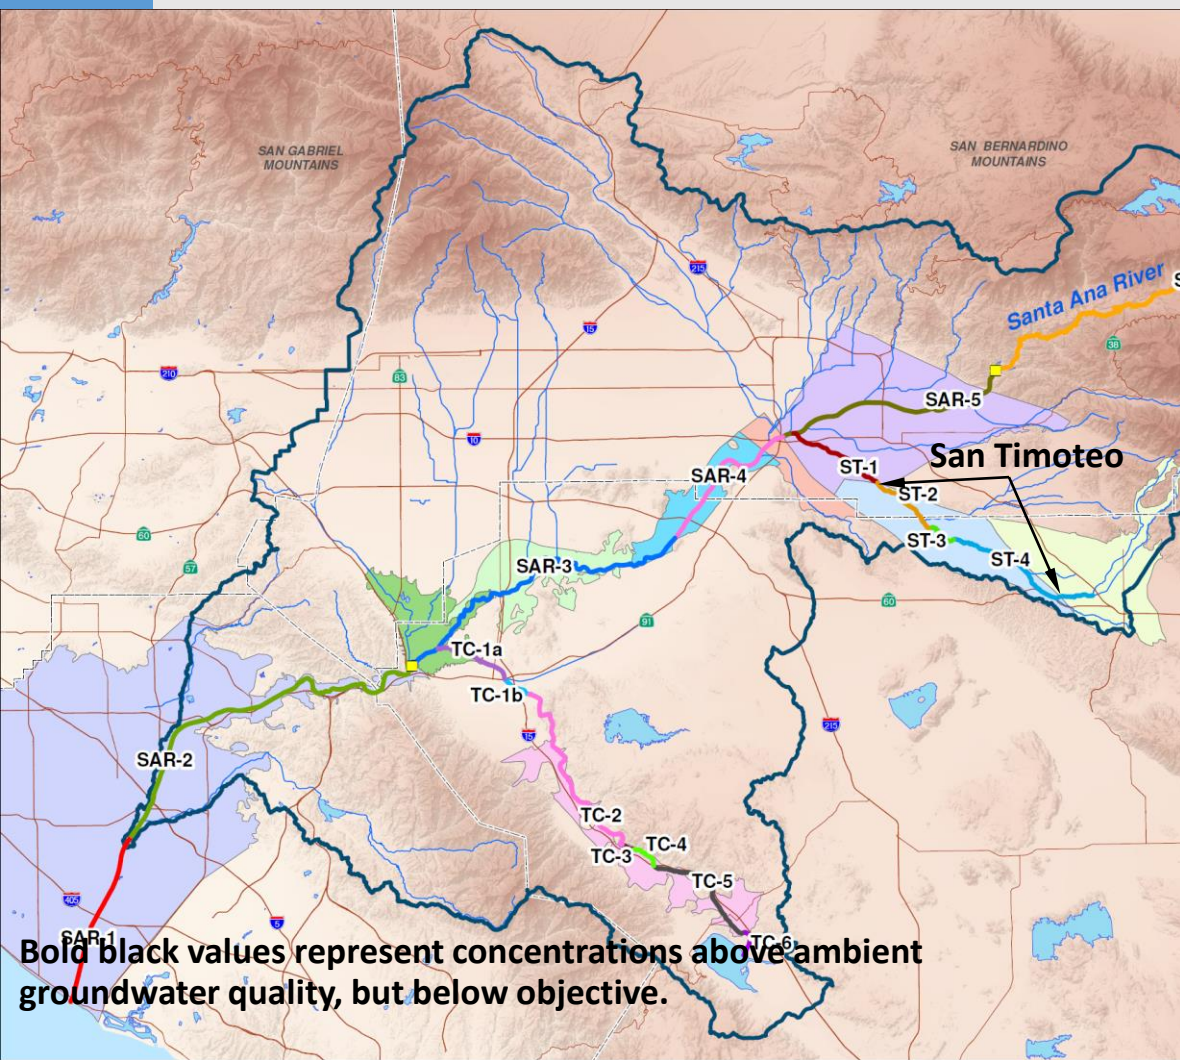 SAN GABRIEL
MOUNTAINS
SAN BERNARDINO
MOUNTAINS
215
Santa Ana River
S
15
38
210
83
SAR-5
10
San Timoteo
ST-1
SAR-4
ST-2
60
ST-3
57
SAR-3
ST-4
60
91
TC-1a
TC-1b
215
15
SAR-2
TC-2
TC-4
TC-3
TC-5
405
5
SAR-1
TC-6
Bold black values represent concentrations above ambient
groundwater quality, but below objective.